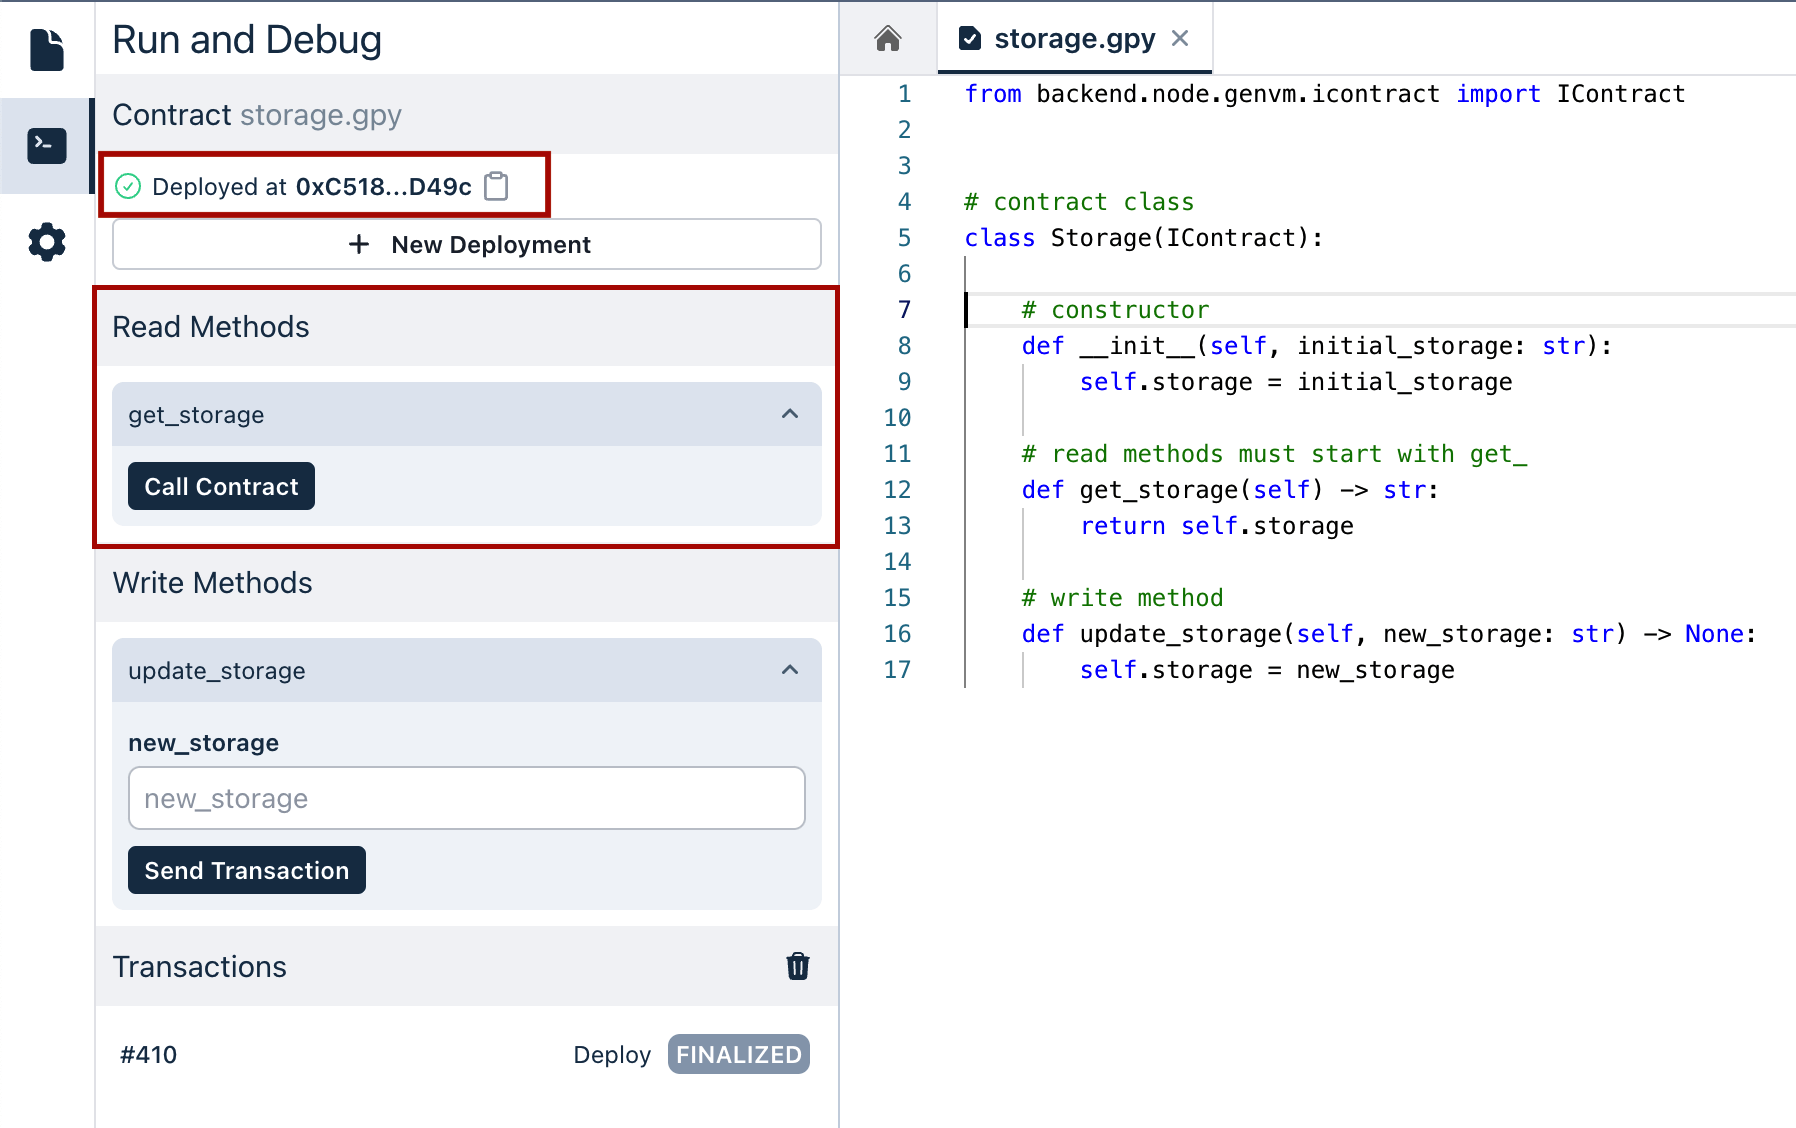 Run and Debug
Contract storage.gpy
Deployed at 0xC518...D49c
+ New Deployment
Read Methods
get_storage
Call Contract
Write Methods
update_storage
new_storage
new_storage
Send Transaction
Transactions
#410 Deploy FINALIZED
storage.gpy
1 from backend.node.genvm.icontract import IContract
2
3
4 # contract class
5 class Storage(IContract):
6
7     # constructor
8     def __init__(self, initial_storage: str):
9         self.storage = initial_storage
10
11     # read methods must start with get_
12     def get_storage(self) -> str:
13         return self.storage
14
15     # write method
16     def update_storage(self, new_storage: str) -> None:
17         self.storage = new_storage